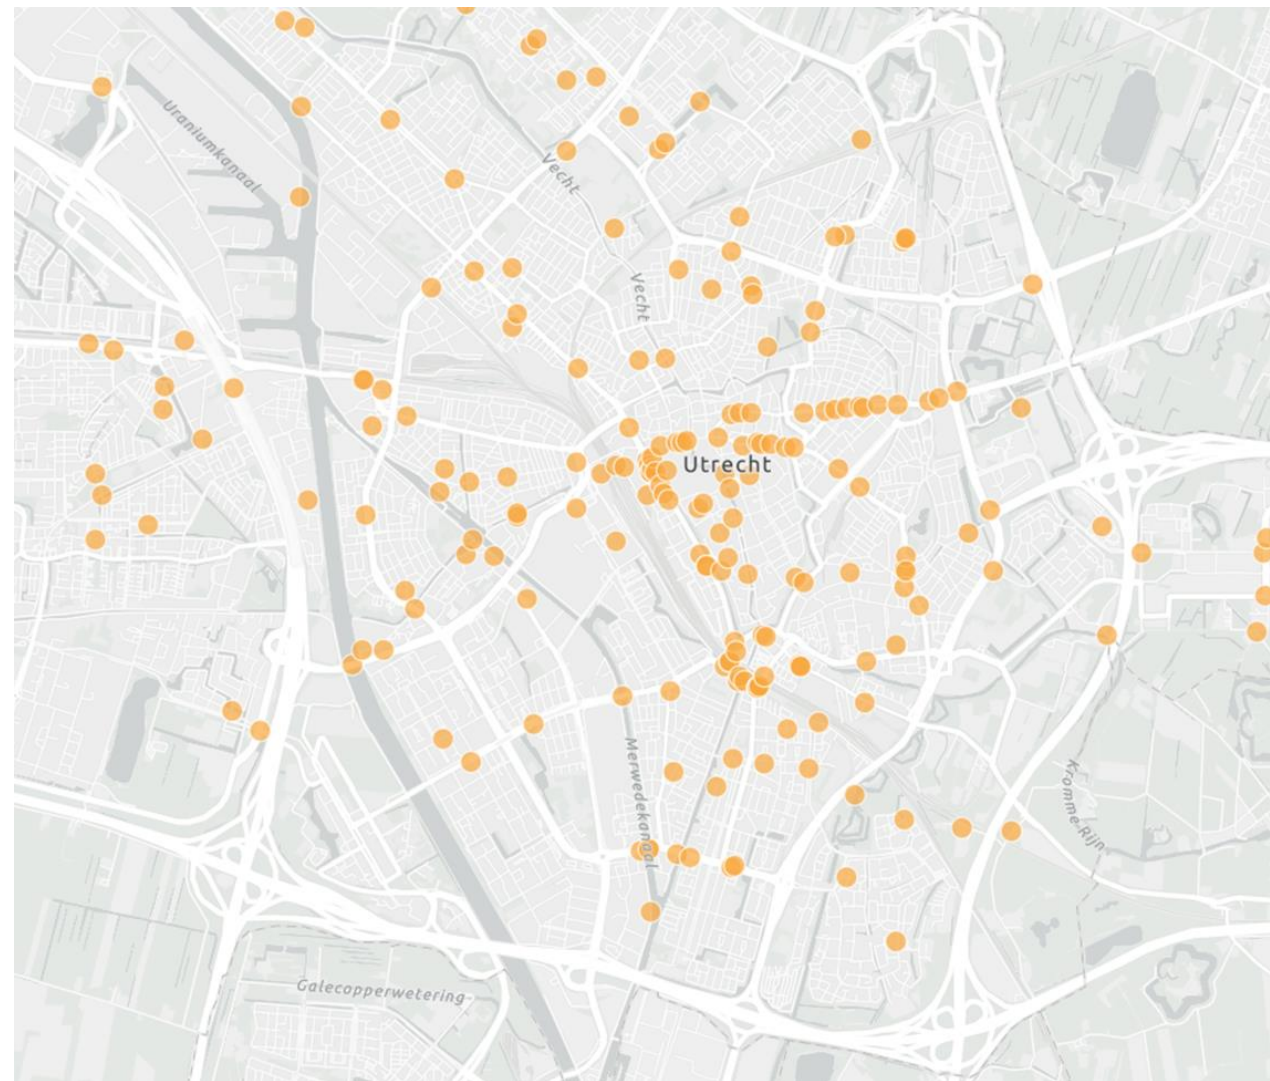 Uraniumkanaal
Vecht
Vecht
Utrecht
Merwedekanaal
Kromme-Rijn
Galecopperwetering